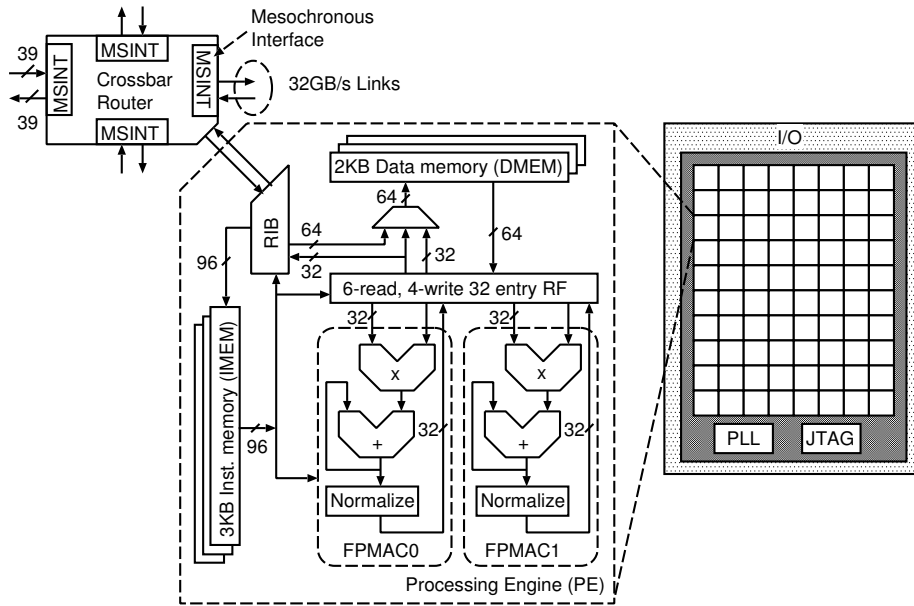 Mesochronous
Interface
39
MSINT
MSINT
Crossbar
Router
MSINT
32GB/s Links
39
MSINT
I/O
2KB Data memory (DMEM)
64
RIB
64
64
96
32
32
6-read, 4-write 32 entry RF
32
32
3KB Inst. memory (IMEM)
x
x
96
+
32
+
32
PLL
JTAG
Normalize
Normalize
FPMAC0
FPMAC1
Processing Engine (PE)